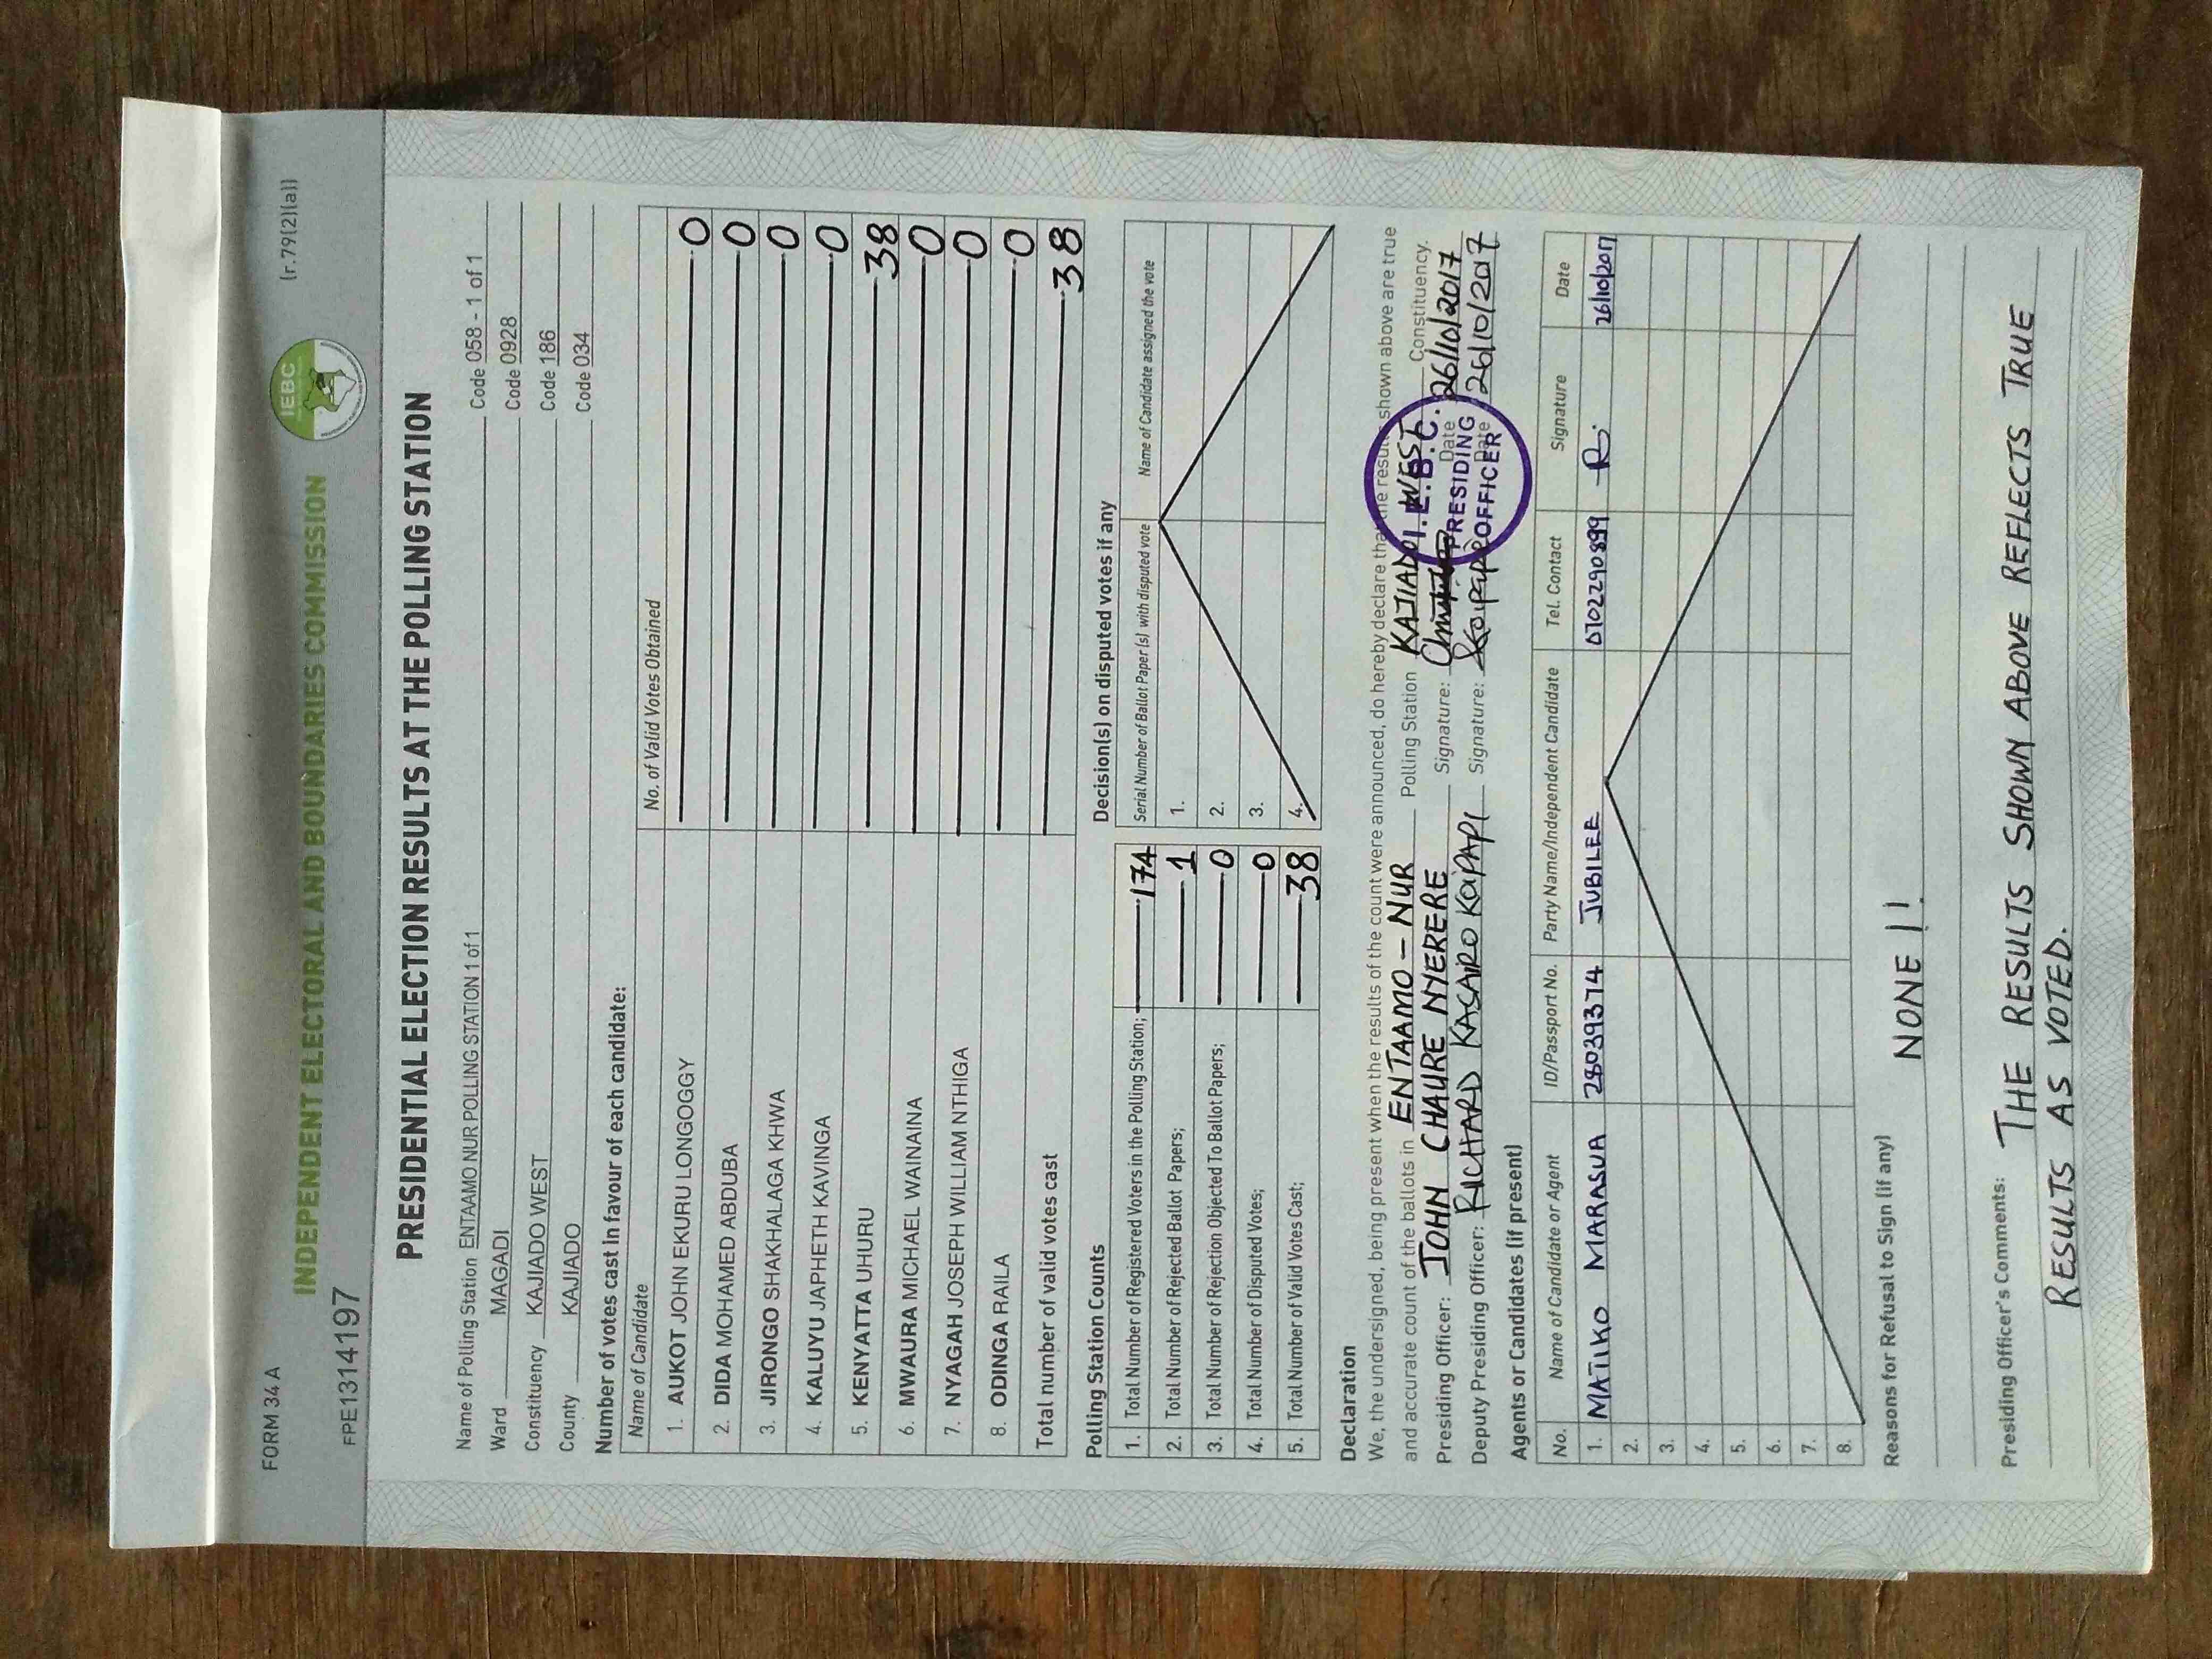 FORM 34 A
(r.79(2)(a))
IEBC
INDEPENDENT ELECTORAL AND BOUNDARIES COMMISSION
FPE1314197
PRESIDENTIAL ELECTION RESULTS AT THE POLLING STATION
Name of Polling Station ENTAAMO NUR POLLING STATION 1 of 1 Code 058 - 1 of 1
Ward MAGADI Code 0928
Constituency KAJIADO WEST Code 186
County KAJIADO Code 034
Number of votes cast in favour of each candidate:
Name of Candidate No. of Valid Votes Obtained
1. AUKOT JOHN EKURU LONGOGGY 0
2. DIDA MOHAMED ABDUBA 0
3. JIRONGO SHAKHALAGA KHWA 0
4. KALUYU JAPHETH KAVINGA 0
5. KENYATTA UHURU 38
6. MWAURA MICHAEL WAINAINA 0
7. NYAGAH JOSEPH WILLIAM NTHIGA 0
8. ODINGA RAILA 0
Total number of valid votes cast 38
Polling Station Counts
1. Total Number of Registered Voters in the Polling Station; 174
2. Total Number of Rejected Ballot Papers; 1
3. Total Number of Rejection Objected To Ballot Papers; 0
4. Total Number of Disputed Votes; 0
5. Total Number of Valid Votes Cast; 38
Decision(s) on disputed votes if any
Serial Number of Ballot Paper (s) with disputed vote Name of Candidate assigned the vote
1.
2.
3.
4.
Declaration
We, the undersigned, being present when the results of the count were announced, do hereby declare that the results shown above are true
and accurate count of the ballots in ENTAAMO - NUR Polling Station KAJIADO WEST Constituency.
Presiding Officer: JOHN CHAURE NYERERE Signature: Date 26/10/2017
Deputy Presiding Officer: RICHARD KASAIRO KOIPAPI Signature: Koipapi Date 26/10/2017
I.E.B.C.
PRESIDING
OFFICER
Agents or Candidates (if present)
No. Name of Candidate or Agent ID/Passport No. Party Name/Independent Candidate Tel. Contact Signature Date
1. MATIKO MARASUA 28039374 JUBILEE 0702290899 26/10/2017
2.
3.
4.
5.
6.
7.
8.
Reasons for Refusal to Sign (if any)
NONE!!
Presiding Officer's Comments: THE RESULTS SHOWN ABOVE REFLECTS TRUE
RESULTS AS VOTED.